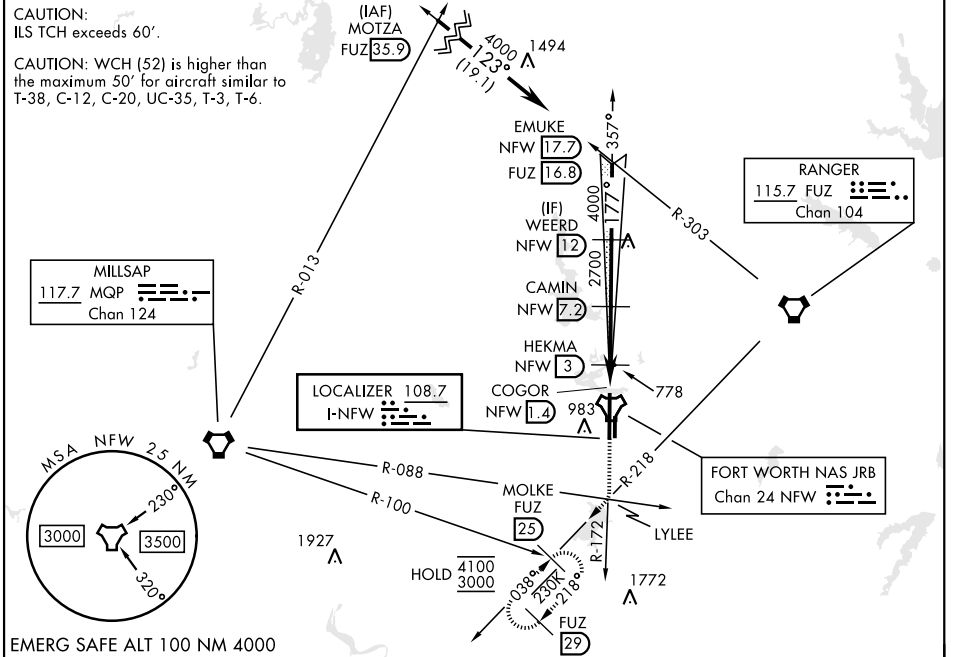 CAUTION:
ILS TCH exceeds 60'.
CAUTION: WCH (52) is higher than
the maximum 50' for aircraft similar to
T-38, C-12, C-20, UC-35, T-3, T-6.
(IAF)
MOTZA
FUZ 35.9
4000
123°
(19.1)
1494
EMUKE
NFW 17.7
FUZ 16.8
357°
4000
177°
(IF)
WEERD
NFW 12
2700
CAMIN
NFW 7.2
HEKMA
NFW 3
COGOR
NFW 1.4
983
778
R-303
RANGER
115.7 FUZ
Chan 104
R-013
MILLSAP
117.7 MQP
Chan 124
LOCALIZER 108.7
I-NFW
R-218
FORT WORTH NAS JRB
Chan 24 NFW
R-088
R-100
MOLKE
FUZ
25
LYLEE
R-172
MSA NFW 25 NM
230°
3000
3500
320°
1927
HOLD 4100
3000
038°
230K
218°
1772
FUZ
29
EMERG SAFE ALT 100 NM 4000